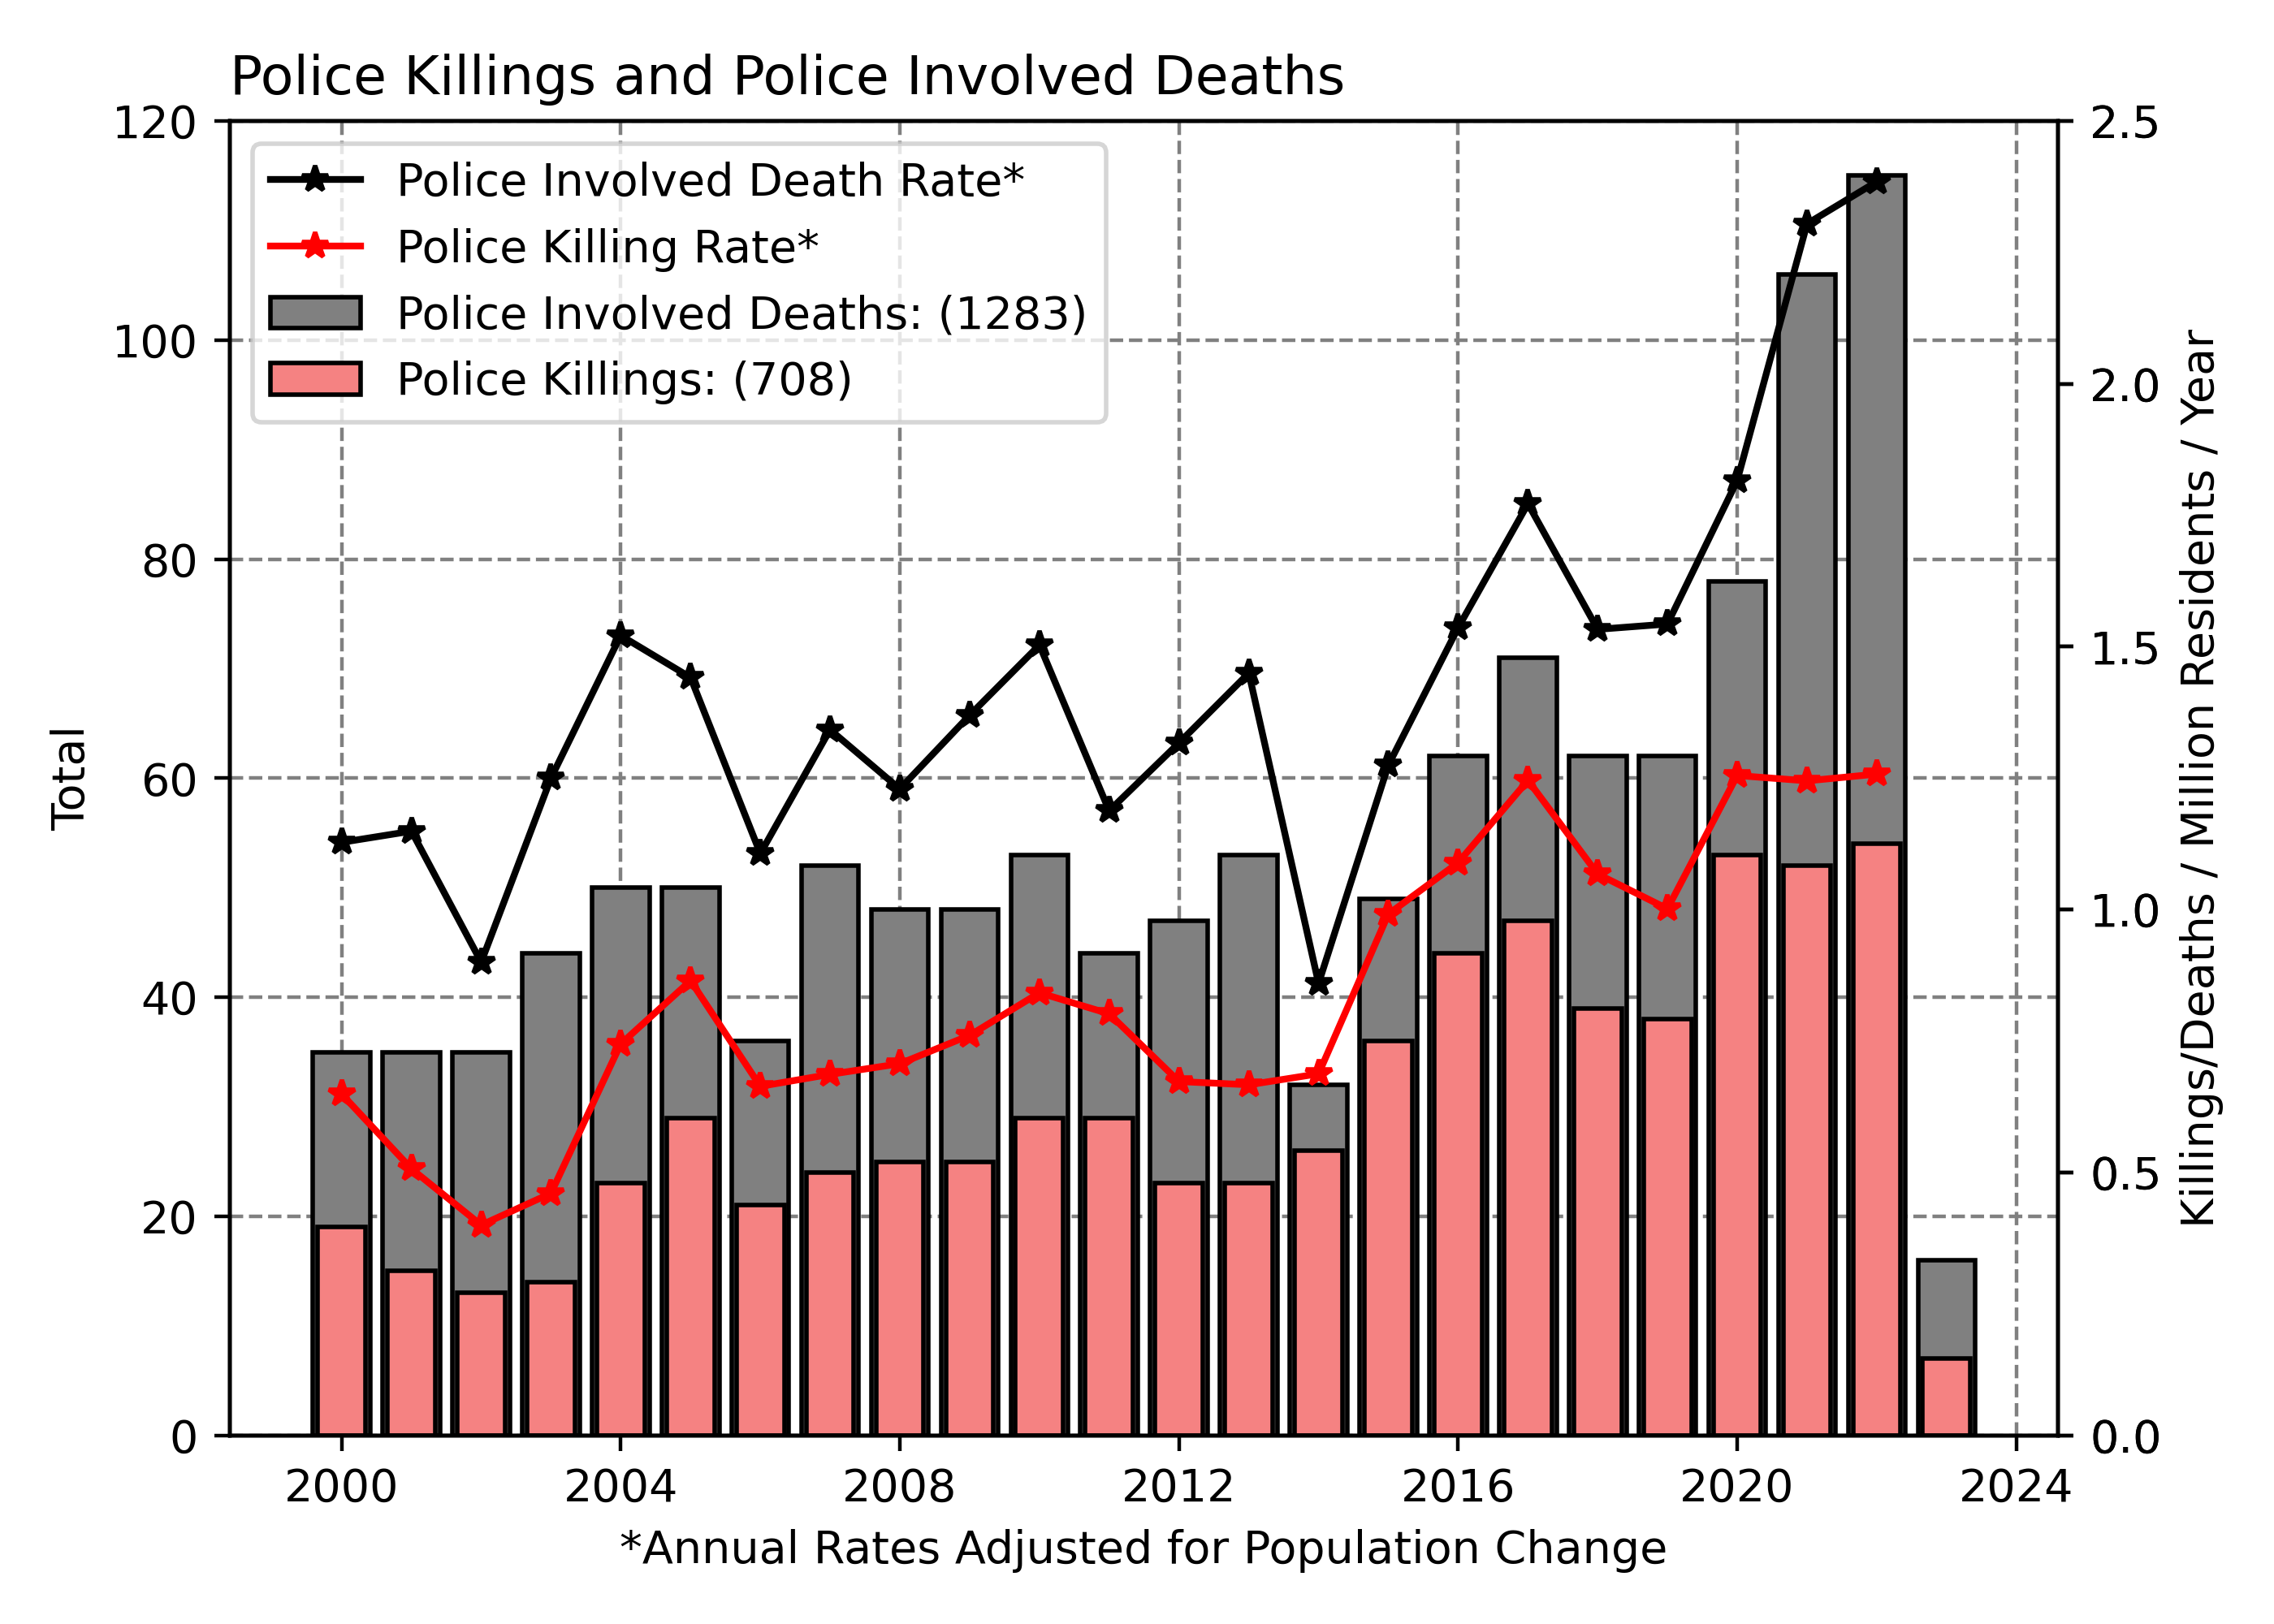 Police Killings and Police Involved Deaths
120
100
80
60
40
20
0
Total
Police Involved Death Rate*
Police Killing Rate*
Police Involved Deaths: (1283)
Police Killings: (708)
2.5
2.0
1.5
1.0
0.5
0.0
Killings/Deaths / Million Residents / Year
2000 2004 2008 2012 2016 2020 2024
*Annual Rates Adjusted for Population Change